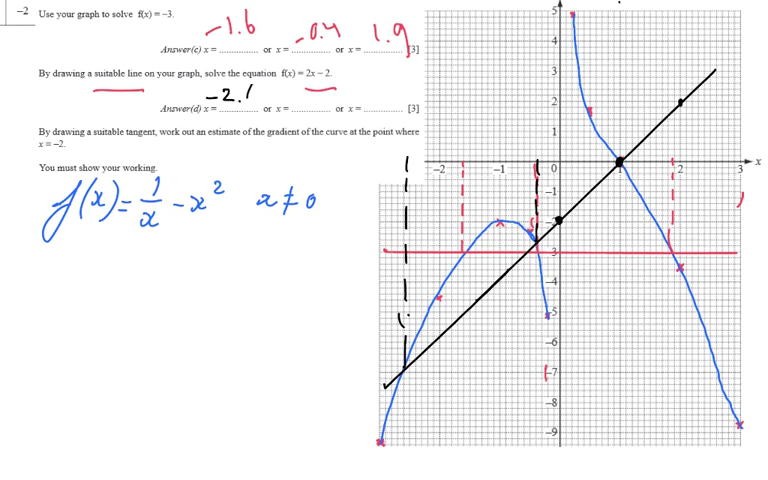 −2 Use your graph to solve f(x) = −3.
-1.6 -0.4 1.9
Answer(c) x = .................. or x = .................. or x = .................. [3]
By drawing a suitable line on your graph, solve the equation f(x) = 2x − 2.
-2.
Answer(d) x = .................. or x = .................. or x = .................. [3]
By drawing a suitable tangent, work out an estimate of the gradient of the curve at the point where
x = −2.
You must show your working.
f(x) = 1/x - x² x ≠ 0
5
4
3
2
1
−2 −1 0 1 2 3 x
−1
−2
−3
−4
−5
−6
−7
−8
−9